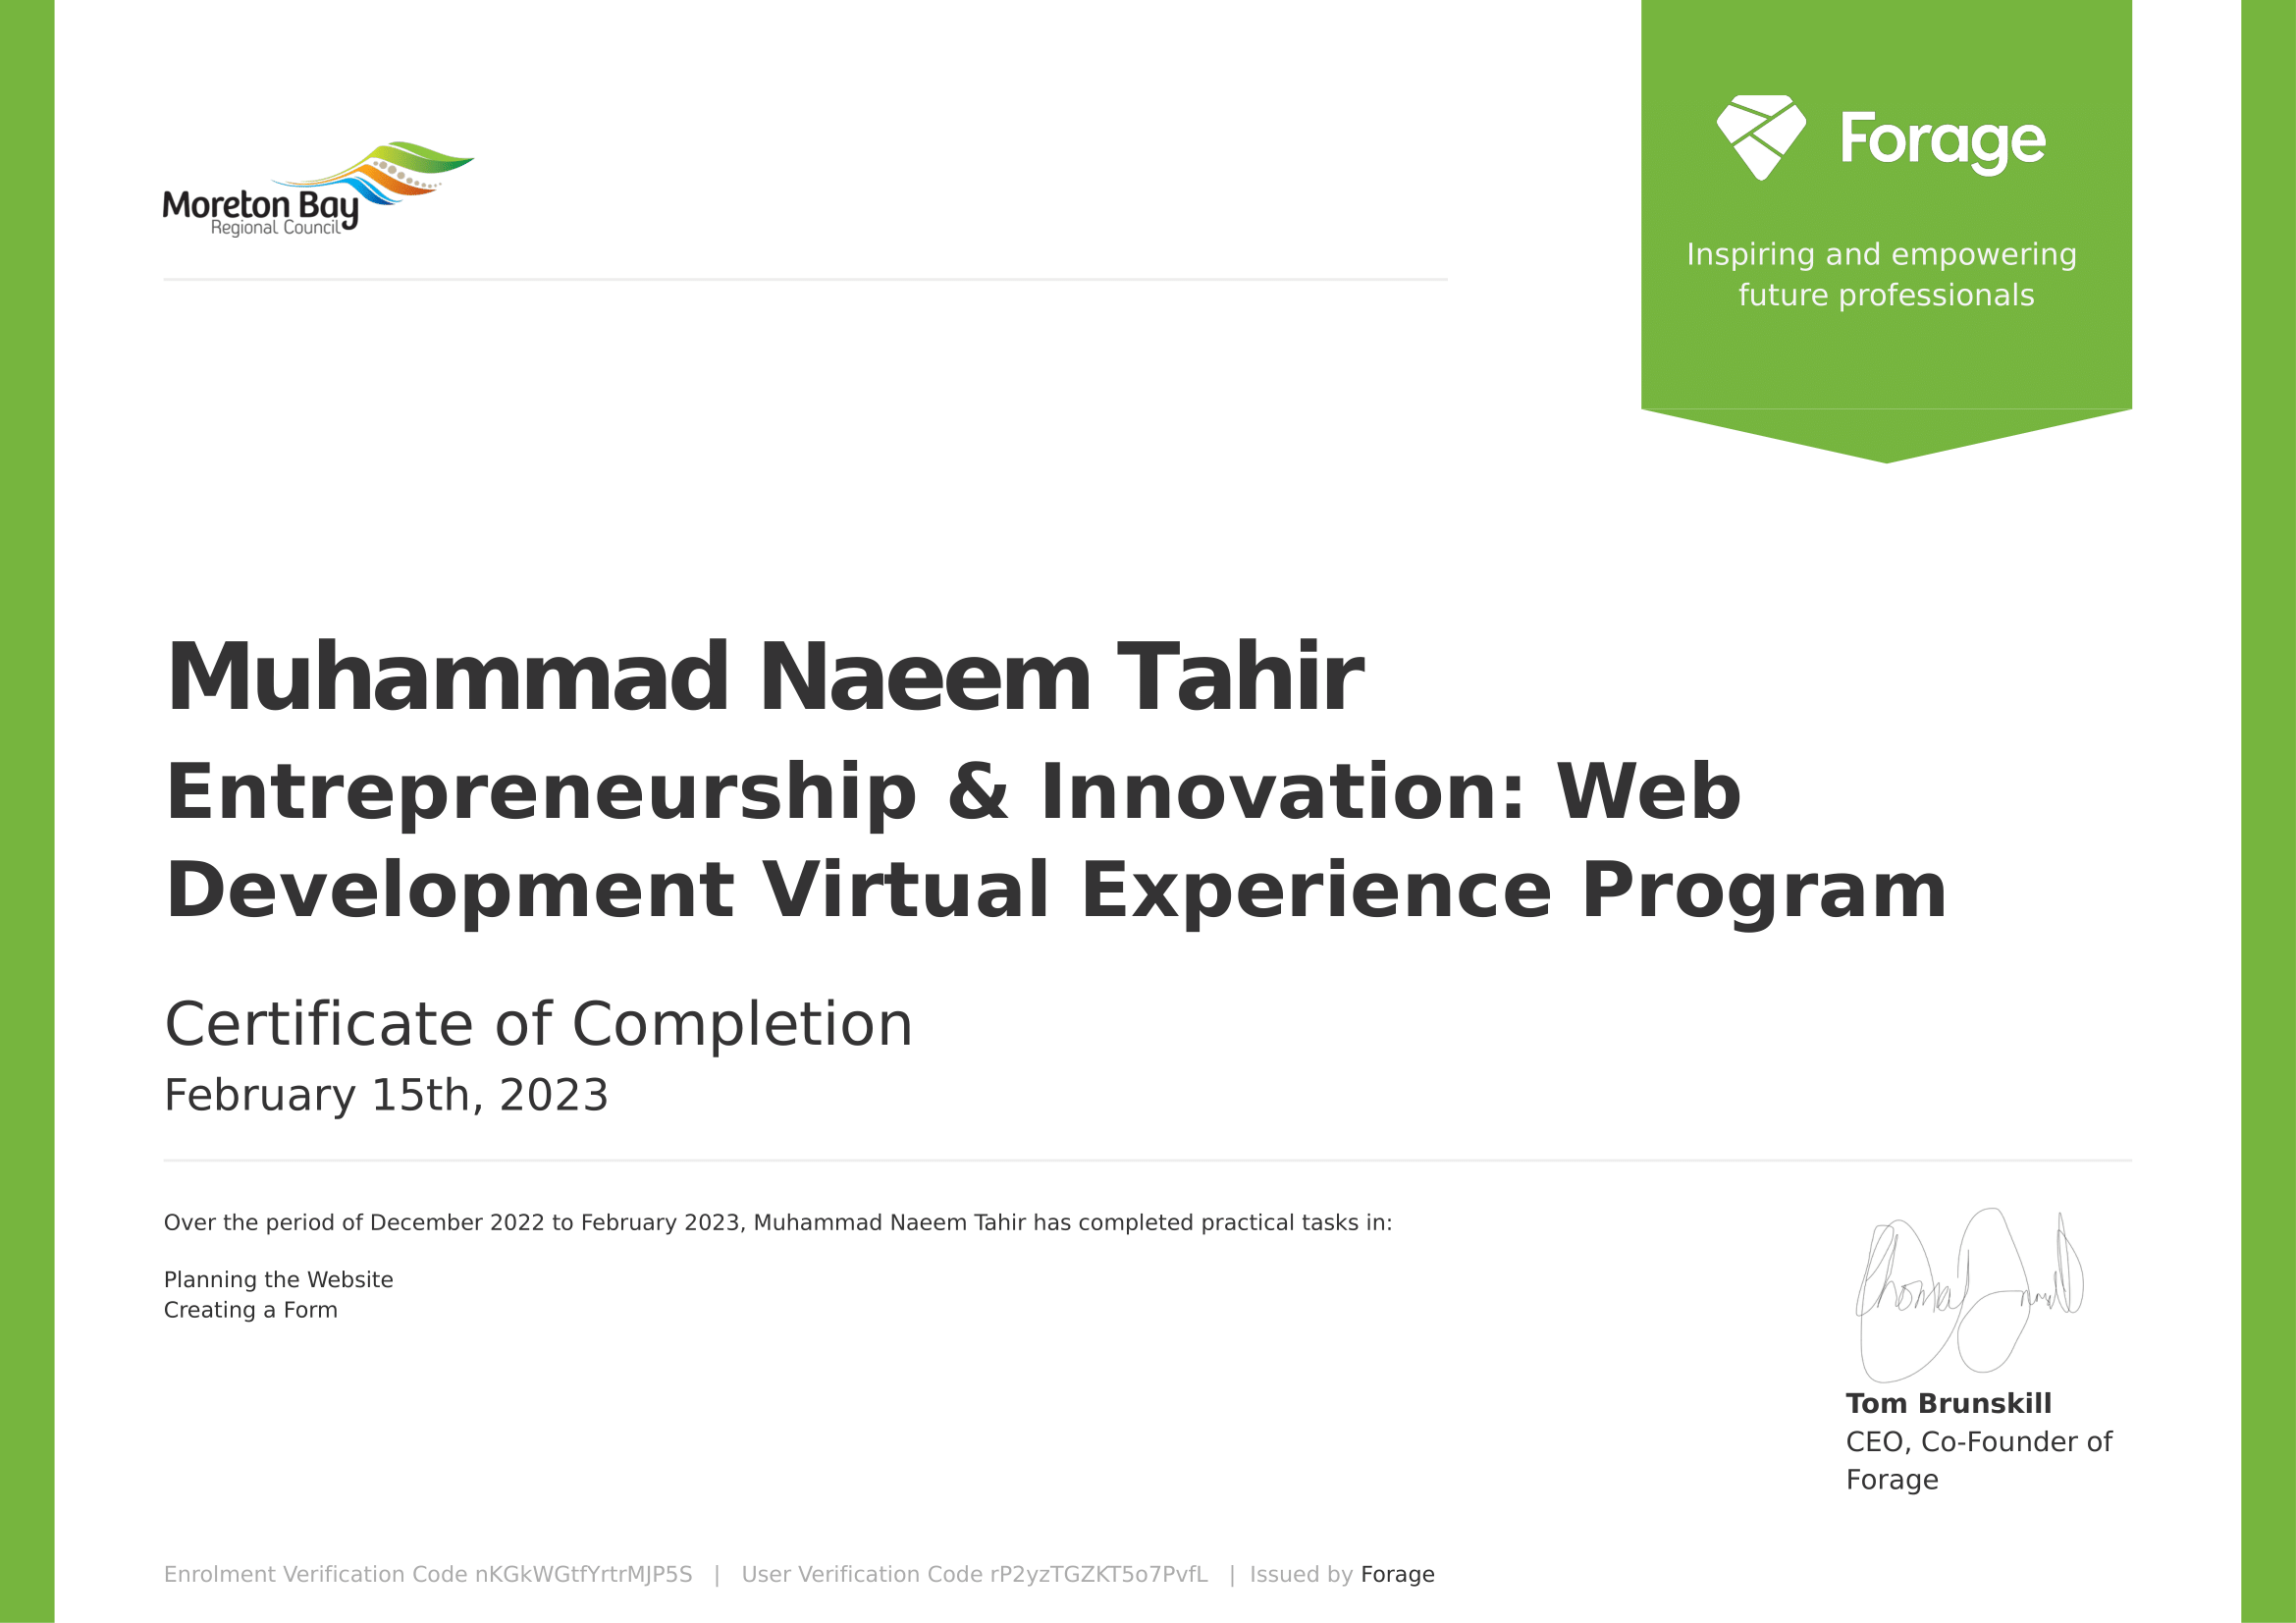 Moreton Bay
Regional Council
Forage
Inspiring and empowering
future professionals
Muhammad Naeem Tahir
Entrepreneurship & Innovation: Web
Development Virtual Experience Program
Certificate of Completion
February 15th, 2023
Over the period of December 2022 to February 2023, Muhammad Naeem Tahir has completed practical tasks in:
Planning the Website
Creating a Form
Tom Brunskill
CEO, Co-Founder of
Forage
Enrolment Verification Code nKGkWGtfYrtrMJP5S | User Verification Code rP2yzTGZKT5o7PvfL | Issued by Forage